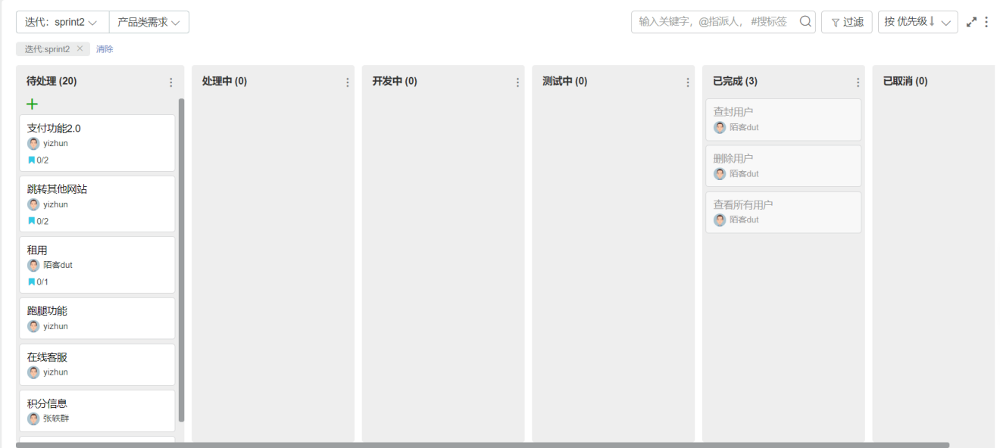 迭代：sprint2 产品类需求 输入关键字，@指派人， #搜标签 过滤 按 优先级
迭代:sprint2 × 清除
待处理 (20)
支付功能2.0
yizhun
0/2
跳转其他网站
yizhun
0/2
租用
陌客dut
0/1
跑腿功能
yizhun
在线客服
yizhun
积分信息
张轶群
处理中 (0)
开发中 (0)
测试中 (0)
已完成 (3)
查封用户
陌客dut
删除用户
陌客dut
查看所有用户
陌客dut
已取消 (0)